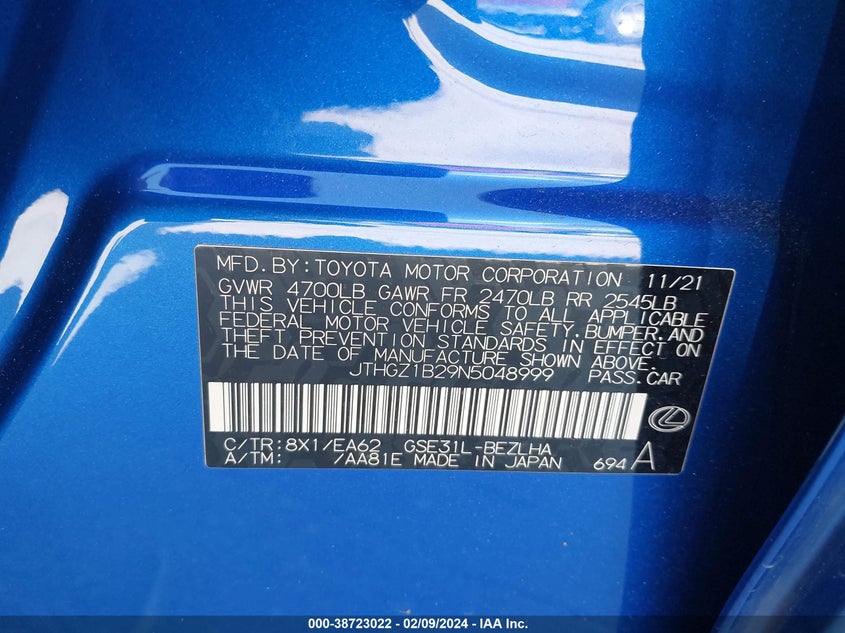 MFD.BY:TOYOTA MOTOR CORPORATION 11/21
GVWR 4700LB GAWR FR 2470LB RR 2545LB
THIS VEHICLE CONFORMS TO ALL APPLICABLE
FEDERAL MOTOR VEHICLE SAFETY,BUMPER,AND
THEFT PREVENTION STANDARDS IN EFFECT ON
THE DATE OF MANUFACTURE SHOWN ABOVE.
JTHGZ1B29N5048999 PASS.CAR
C/TR:8X1/EA62 GSE31L-BEZLHA
A/TM: /AA81E MADE IN JAPAN 694 A
000-38723022 - 02/09/2024 - IAA Inc.